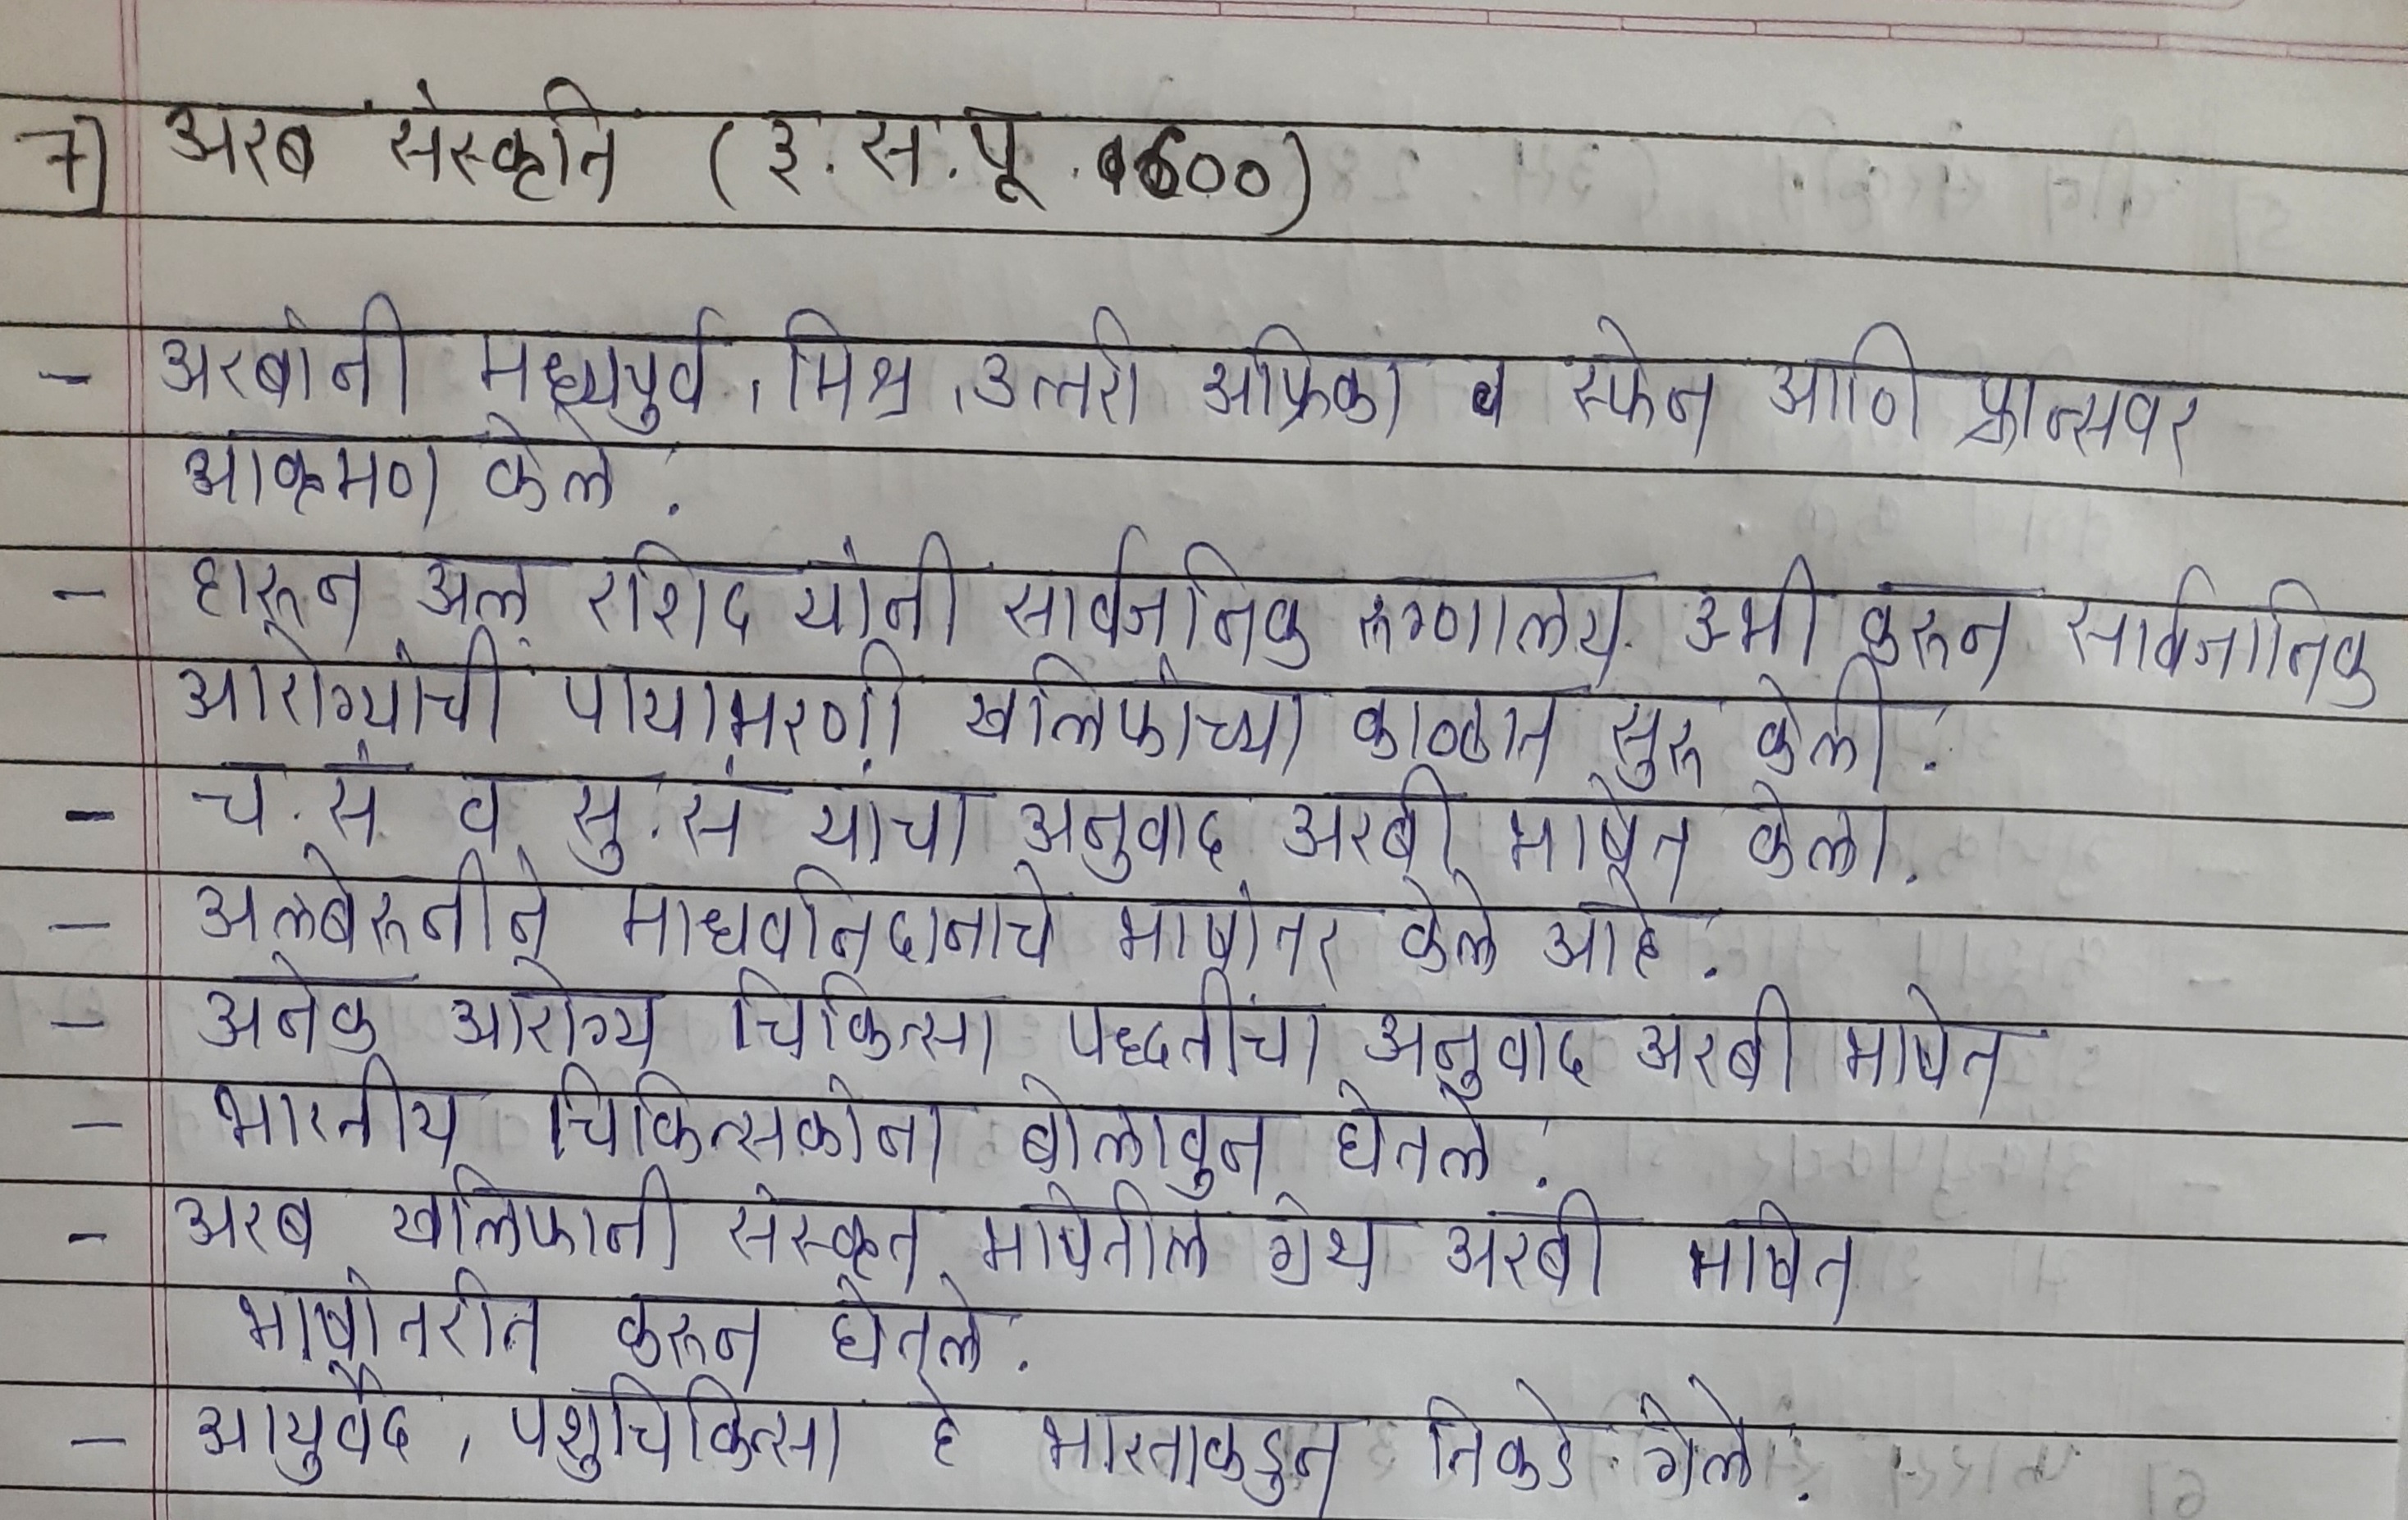 7] अरब संस्कृति (इ.स.पू. 1600)
- अरबांनी मध्यपुर्व, मिश्र, उत्तरी अफ्रिका व स्फेन आणि फ्रान्सवर
आक्रमण केले.
- हारून अल् रशिद यांनी सार्वजनिक रुग्णालय उभी करून सार्वजानिक
आरोग्यांची पायाभरणी खलिफांच्या काळात सुरू केली.
- च.सं व सु.सं यांचा अनुवाद अरबी भाषेत केला.
- अलबेरूनीने माधवनिदानाचे भाषांतर केले आहे.
- अनेक आरोग्य चिकित्सा पद्धतींचा अनुवाद अरबी भाषेत
- भारतीय चिकित्सकांना बोलावुन घेतले.
- अरब खलिफानी संस्कृत भाषेतील ग्रंथ अरबी भाषेत
भाषांतरीत करून घेतले.
- आयुर्वेद, पशुचिकित्सा हे भारताकडुन तिकडे गेले.